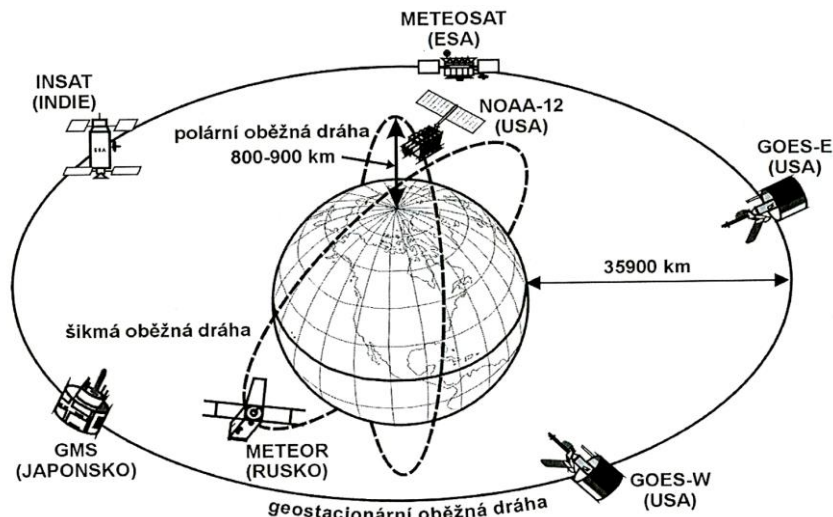 METEOSAT
(ESA)
INSAT
(INDIE)
NOAA-12
(USA)
polární oběžná dráha
800-900 km
GOES-E
(USA)
35900 km
šikmá oběžná dráha
GMS
(JAPONSKO)
METEOR
(RUSKO)
GOES-W
(USA)
geostacionární oběžná dráha